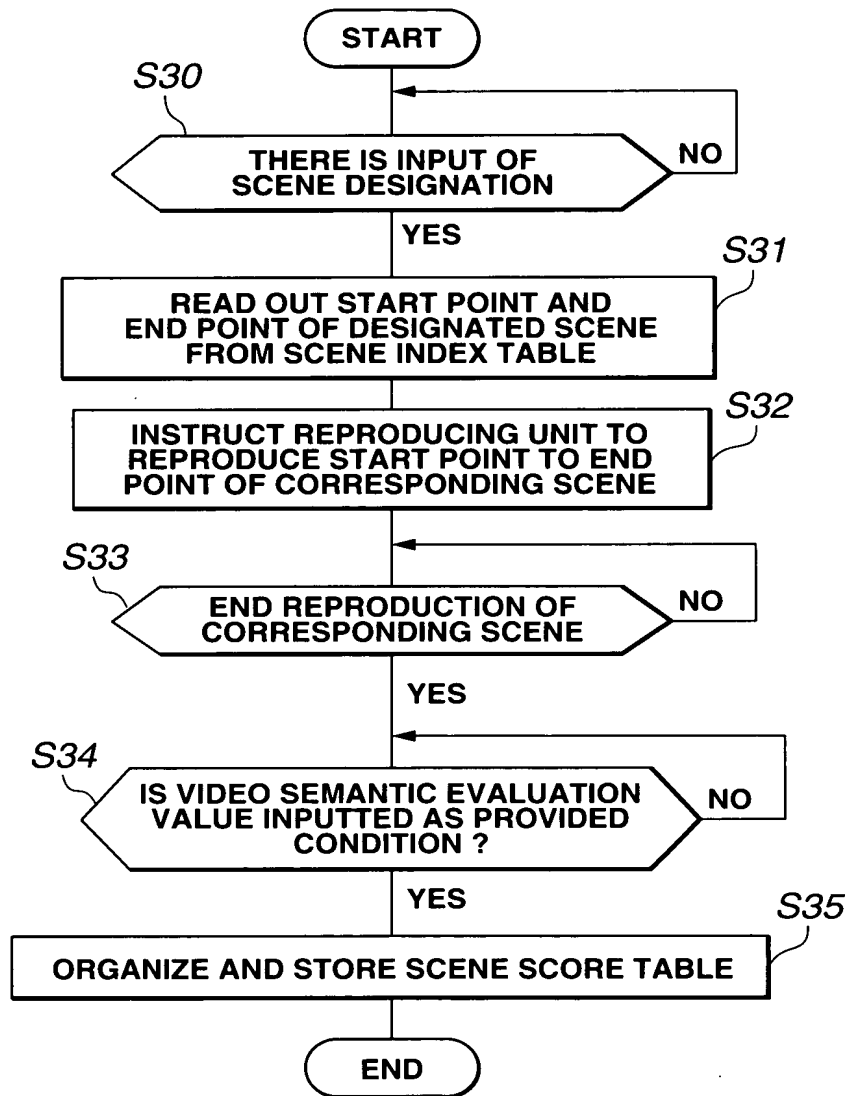 START
S30
THERE IS INPUT OF
SCENE DESIGNATION
NO
YES
S31
READ OUT START POINT AND
END POINT OF DESIGNATED SCENE
FROM SCENE INDEX TABLE
S32
INSTRUCT REPRODUCING UNIT TO
REPRODUCE START POINT TO END
POINT OF CORRESPONDING SCENE
S33
END REPRODUCTION OF
CORRESPONDING SCENE
NO
YES
S34
IS VIDEO SEMANTIC EVALUATION
VALUE INPUTTED AS PROVIDED
CONDITION ?
NO
YES
S35
ORGANIZE AND STORE SCENE SCORE TABLE
END